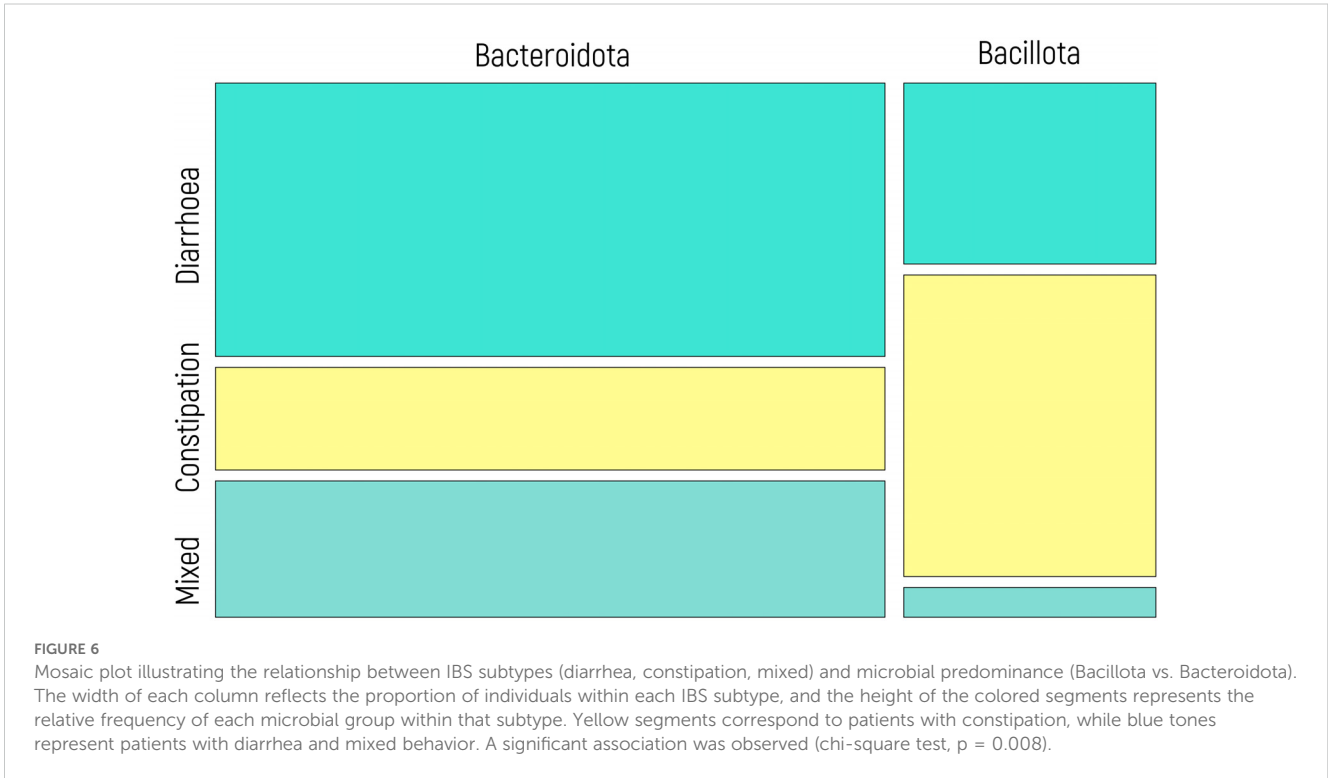 Bacteroidota
Bacillota
Diarrhoea
Constipation
Mixed
FIGURE 6
Mosaic plot illustrating the relationship between IBS subtypes (diarrhea, constipation, mixed) and microbial predominance (Bacillota vs. Bacteroidota).
The width of each column reflects the proportion of individuals within each IBS subtype, and the height of the colored segments represents the
relative frequency of each microbial group within that subtype. Yellow segments correspond to patients with constipation, while blue tones
represent patients with diarrhea and mixed behavior. A significant association was observed (chi-square test, p = 0.008).